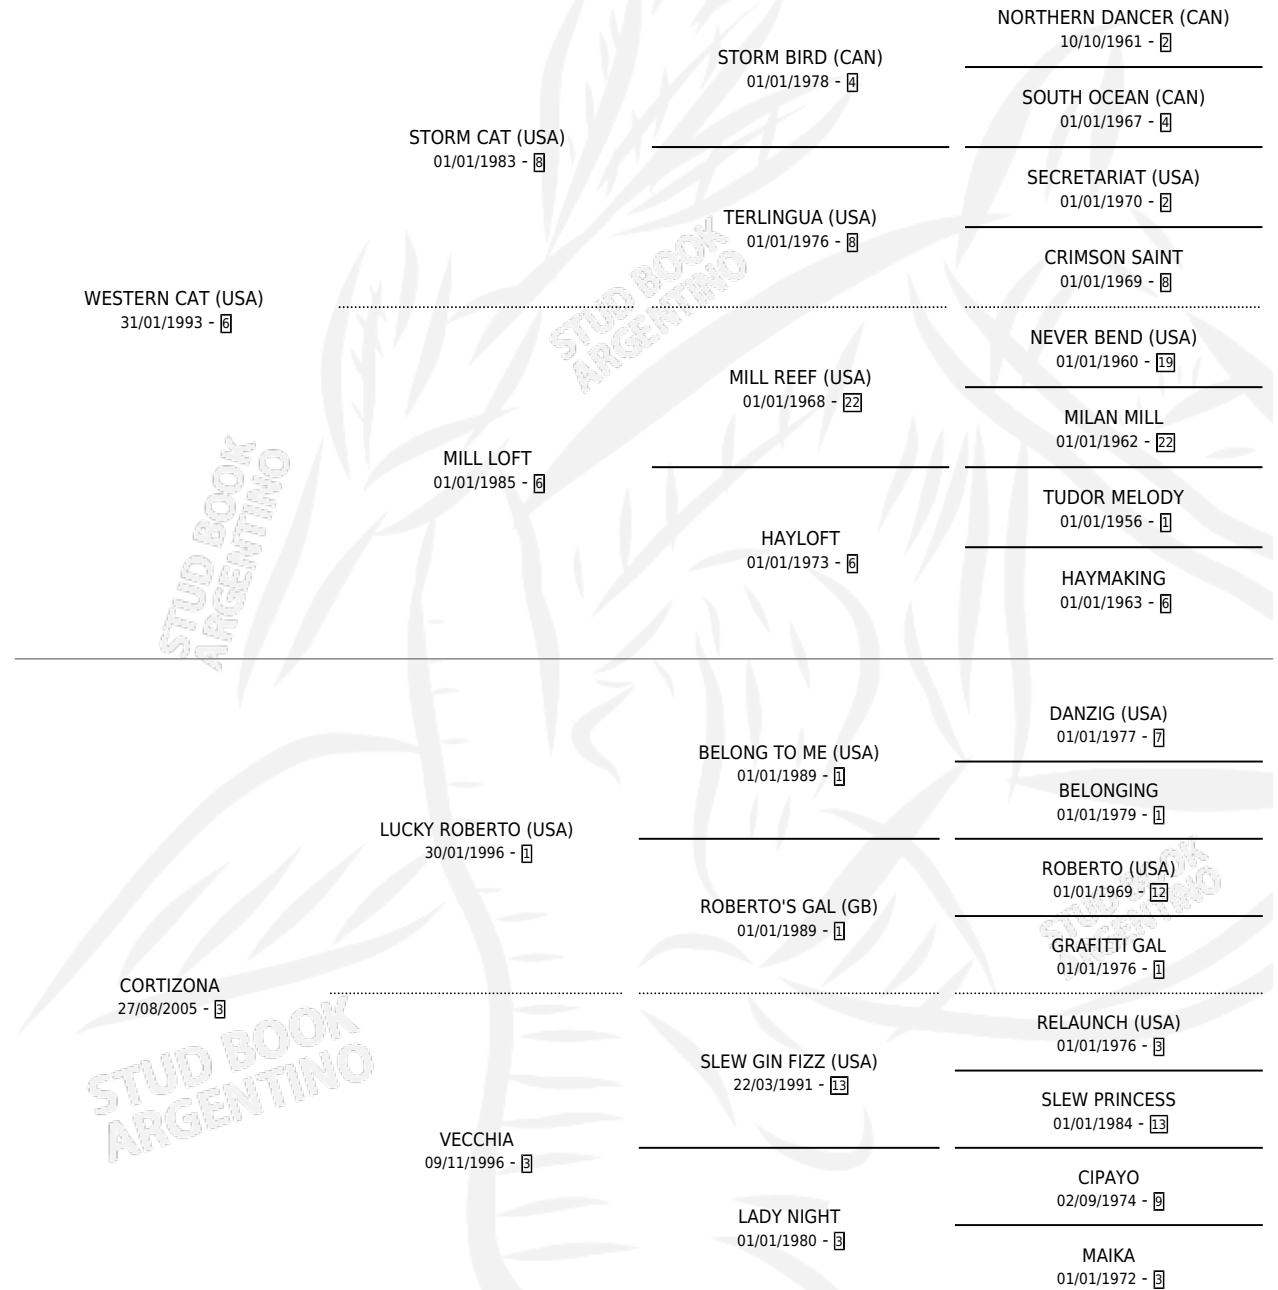 NORTHERN DANCER (CAN)
10/10/1961 - 2
STORM BIRD (CAN)
01/01/1978 - 4
SOUTH OCEAN (CAN)
01/01/1967 - 4
STORM CAT (USA)
01/01/1983 - 8
SECRETARIAT (USA)
01/01/1970 - 2
TERLINGUA (USA)
01/01/1976 - 8
CRIMSON SAINT
01/01/1969 - 8
WESTERN CAT (USA)
31/01/1993 - 6
NEVER BEND (USA)
01/01/1960 - 19
MILL REEF (USA)
01/01/1968 - 22
MILAN MILL
01/01/1962 - 22
MILL LOFT
01/01/1985 - 6
TUDOR MELODY
01/01/1956 - 1
HAYLOFT
01/01/1973 - 6
HAYMAKING
01/01/1963 - 6
STUD BOOK
ARGENTINO
STUD BOOK
ARGENTINO
DANZIG (USA)
01/01/1977 - 7
BELONG TO ME (USA)
01/01/1989 - 1
BELONGING
01/01/1979 - 1
LUCKY ROBERTO (USA)
30/01/1996 - 1
ROBERTO (USA)
01/01/1969 - 12
ROBERTO'S GAL (GB)
01/01/1989 - 1
GRAFITTI GAL
01/01/1976 - 1
CORTIZONA
27/08/2005 - 3
RELAUNCH (USA)
01/01/1976 - 3
SLEW GIN FIZZ (USA)
22/03/1991 - 13
SLEW PRINCESS
01/01/1984 - 13
VECCHIA
09/11/1996 - 3
CIPAYO
02/09/1974 - 9
LADY NIGHT
01/01/1980 - 3
MAIKA
01/01/1972 - 3
STUD BOOK
ARGENTINO
STUD BOOK
ARGENTINO